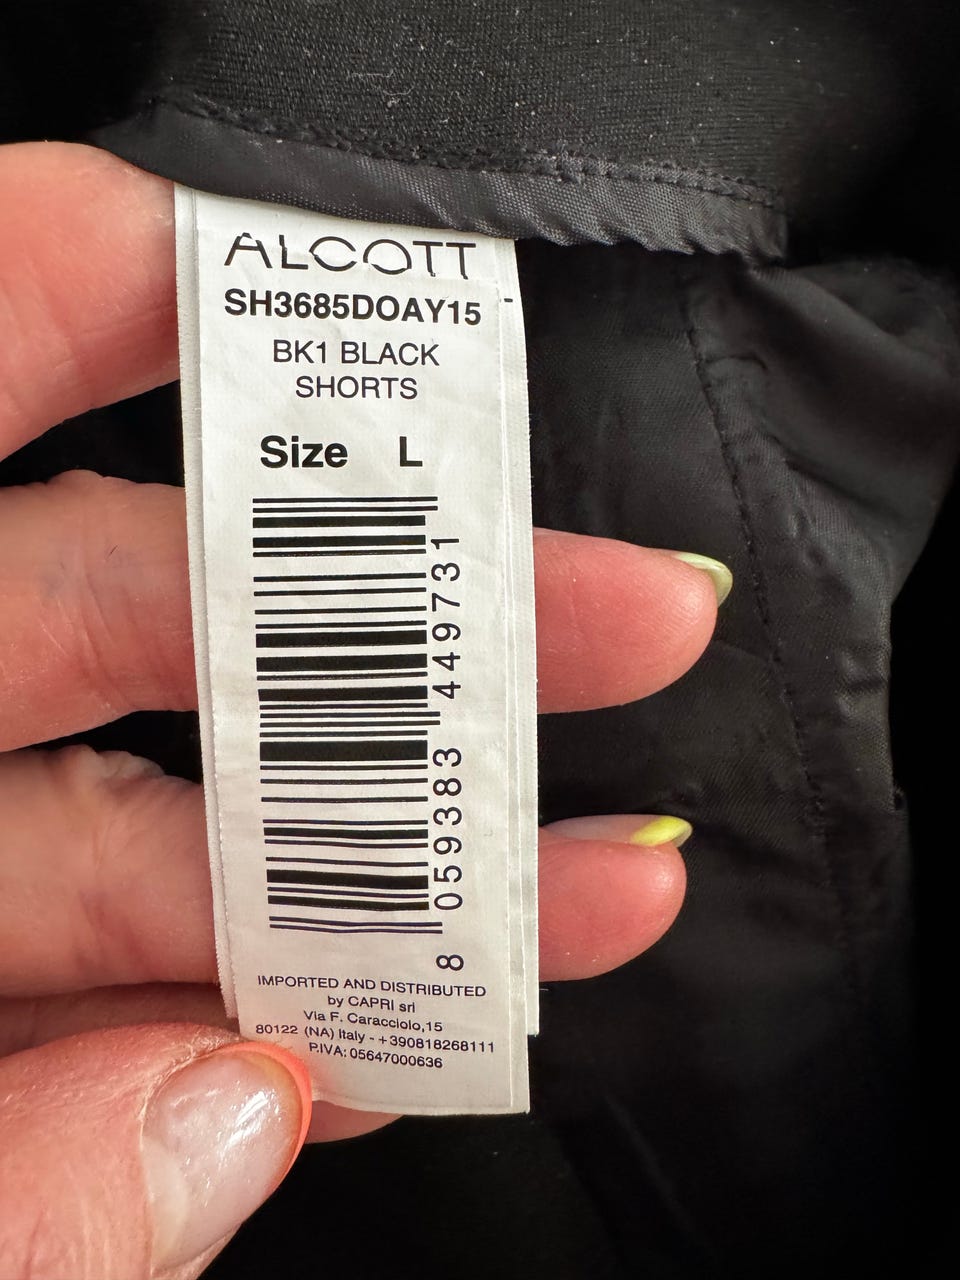 ALCOTT
SH3685DOAY15
BK1 BLACK
SHORTS
Size L
8 059383 449731
IMPORTED AND DISTRIBUTED
by CAPRI srl
Via F. Caracciolo,15
80122 (NA) Italy - +390818268111
P.IVA: 05647000636